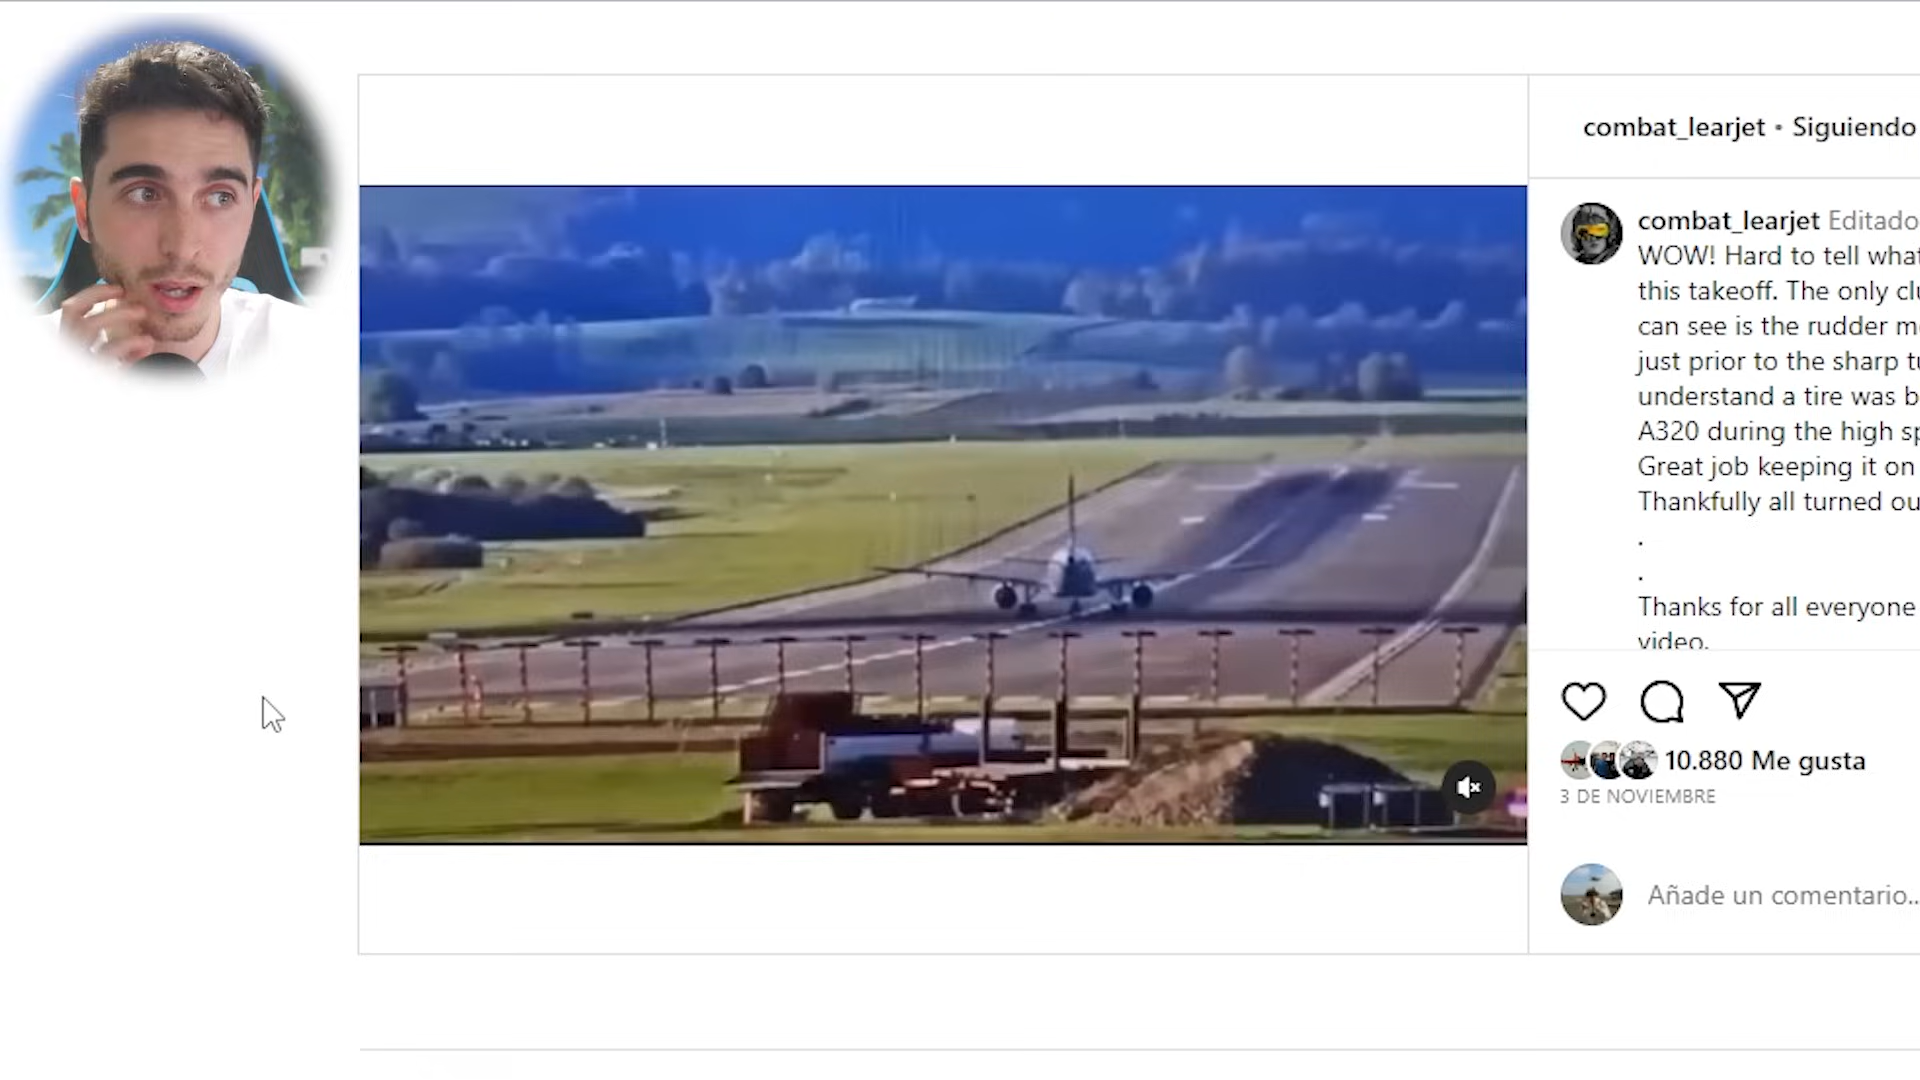 combat_learjet • Siguiendo
combat_learjet Editado
WOW! Hard to tell what
this takeoff. The only cl
can see is the rudder m
just prior to the sharp t
understand a tire was b
A320 during the high sp
Great job keeping it on
Thankfully all turned ou
.
.
Thanks for all everyone
video.
10.880 Me gusta
3 DE NOVIEMBRE
Añade un comentario..